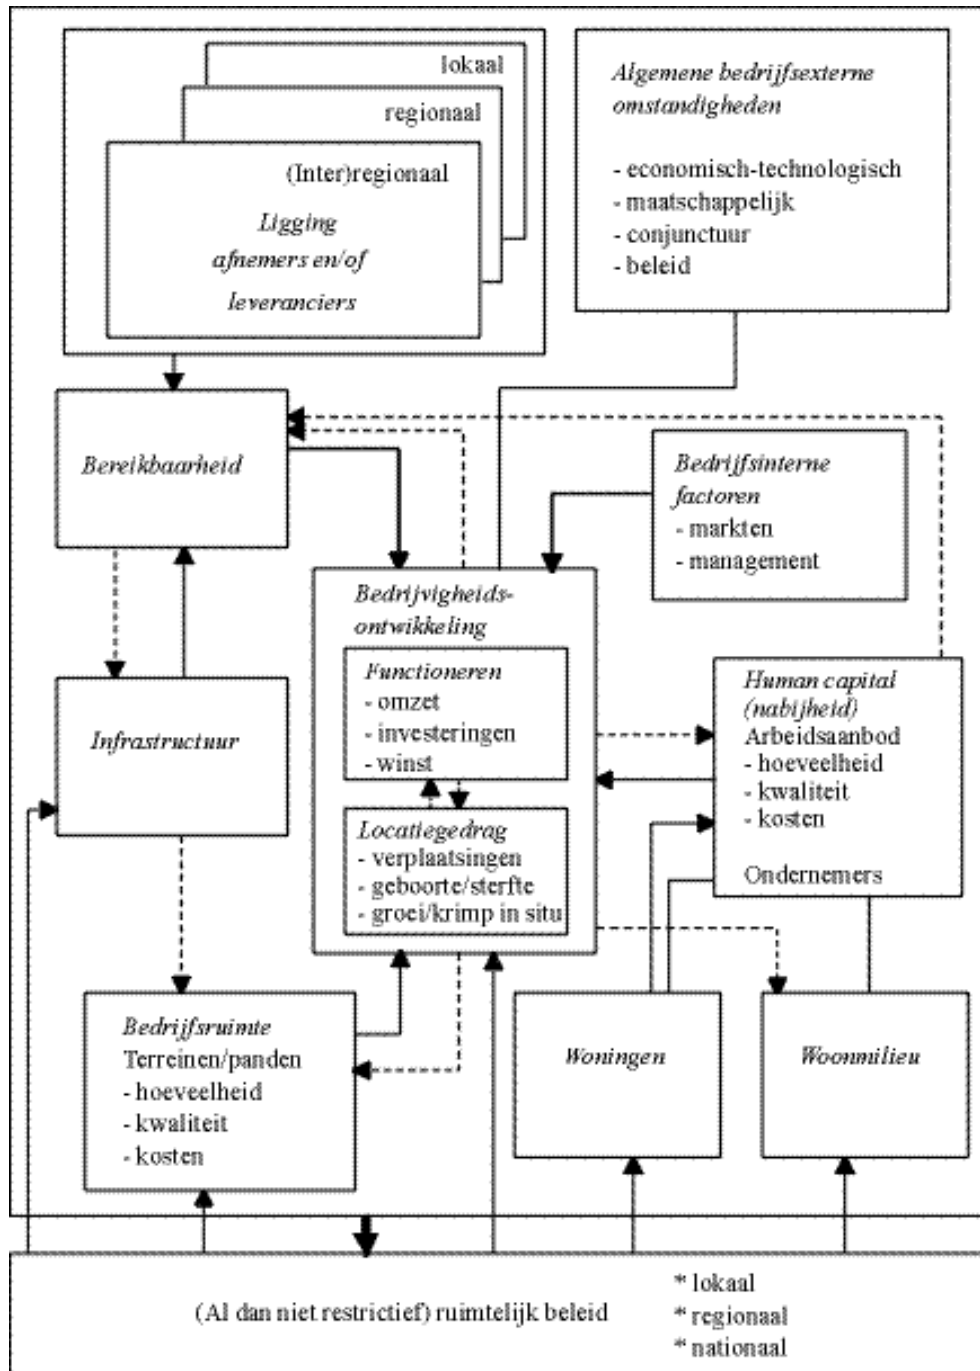 lokaal
regionaal
(Inter)regionaal
Ligging
afnemers en/of
leveranciers
Algemene bedrijfsexterne
omstandigheden
- economisch-technologisch
- maatschappelijk
- conjunctuur
- beleid
Bereikbaarheid
Bedrijfsinterne
factoren
- markten
- management
Bedrijvigheids-
ontwikkeling
Functioneren
- omzet
- investeringen
- winst
Locatiegedrag
- verplaatsingen
- geboorte/sterfte
- groei/krimp in situ
Human capital
(nabijheid)
Arbeidsaanbod
- hoeveelheid
- kwaliteit
- kosten
Ondernemers
Infrastructuur
Bedrijfsruimte
Terreinen/panden
- hoeveelheid
- kwaliteit
- kosten
Woningen
Woonmilieu
(Al dan niet restrictief) ruimtelijk beleid
* lokaal
* regionaal
* nationaal